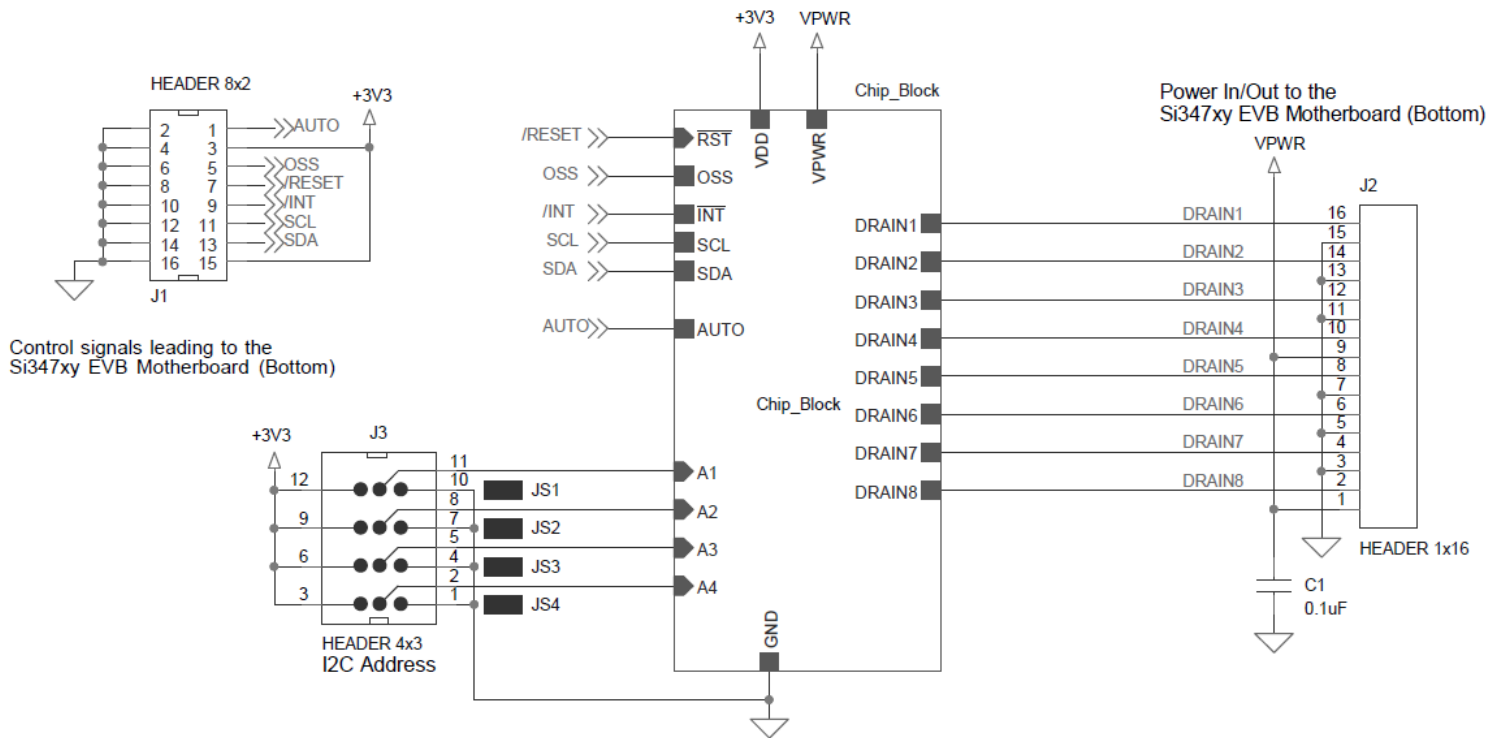 +3V3 VPWR
HEADER 8x2
+3V3
Chip_Block
Power In/Out to the
Si347xy EVB Motherboard (Bottom)
VPWR
2 1 AUTO
4 3
6 5 OSS
8 7 /RESET
10 9 /INT
12 11 SCL
14 13 SDA
16 15
J1
Control signals leading to the
Si347xy EVB Motherboard (Bottom)
/RESET RST
OSS OSS
/INT INT
SCL SCL
SDA SDA
AUTO AUTO
VDD VPWR
J2
DRAIN1 DRAIN1 16
15
DRAIN2 DRAIN2 14
13
DRAIN3 DRAIN3 12
11
DRAIN4 DRAIN4 10
9
DRAIN5 DRAIN5 8
7
DRAIN6 DRAIN6 6
5
DRAIN7 DRAIN7 4
3
DRAIN8 DRAIN8 2
1
HEADER 1x16
Chip_Block
+3V3 J3
11 A1
12 10 JS1
8 A2
9 7 JS2
5 A3
6 4 JS3
2 A4
3 1 JS4
HEADER 4x3
I2C Address
GND
C1
0.1uF